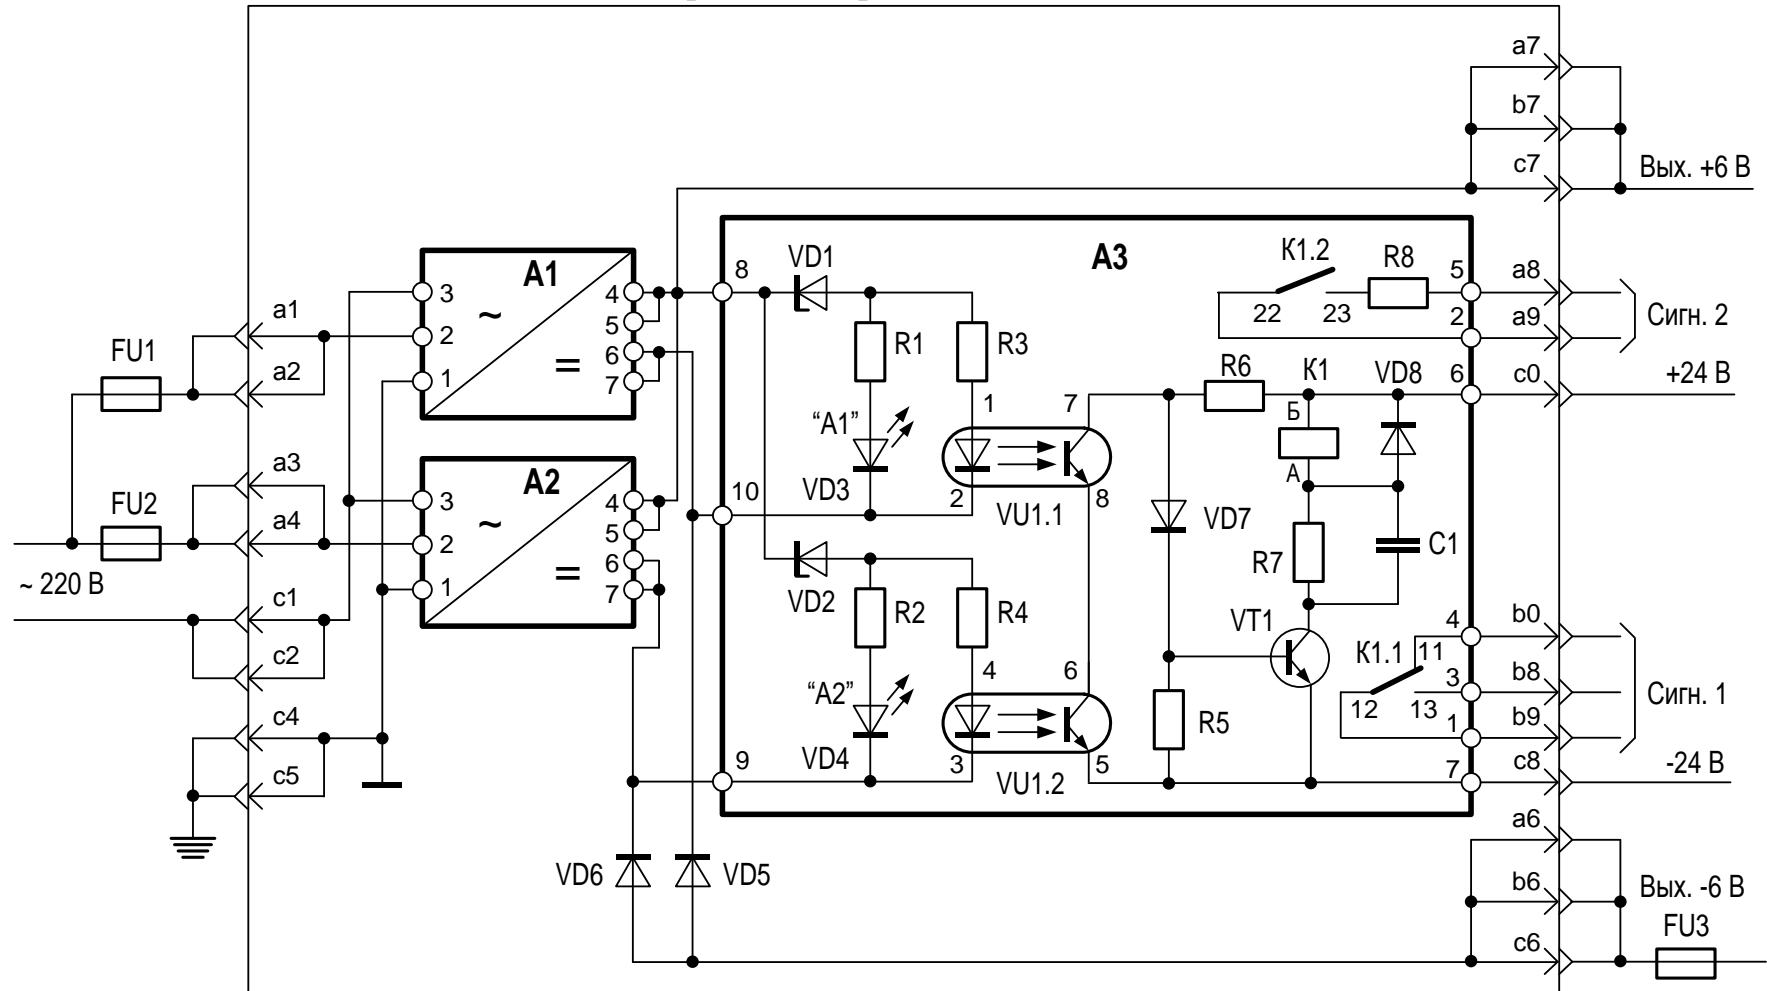 a7
b7
c7
Вых. +6 В
A1
~
=
3
2
1
4
5
6
7
a1
a2
FU1
A2
~
=
3
2
1
4
5
6
7
a3
a4
FU2
~ 220 В
c1
c2
c4
c5
A3
8
VD1
R1
R3
"A1"
VD3
10
1
2
7
8
VU1.1
VD2
R2
R4
"A2"
VD4
9
4
3
6
5
VU1.2
К1.2
R8
22
23
5
2
a8
a9
Сигн. 2
R6
К1
VD8
6
c0
+24 В
Б
А
VD7
R7
C1
VT1
R5
К1.1
11
12
13
4
3
1
7
b0
b8
b9
Сигн. 1
c8
-24 В
VD6
VD5
a6
b6
c6
Вых. -6 В
FU3